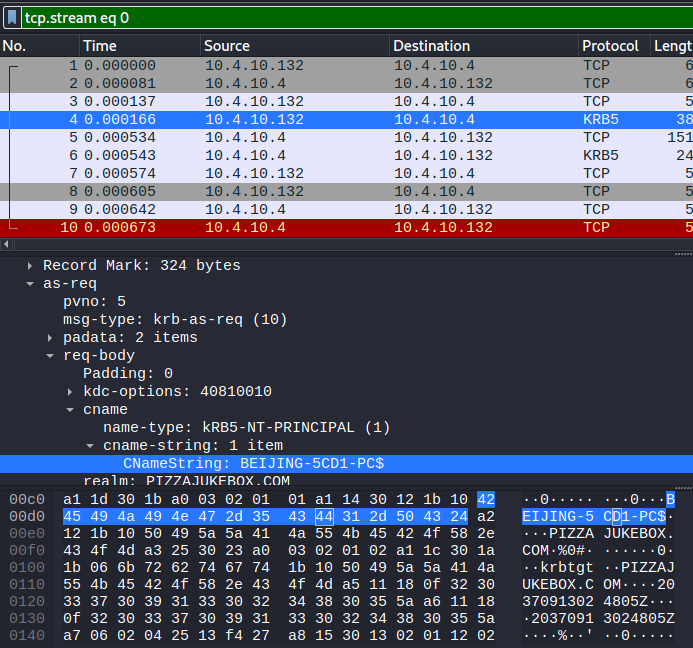 tcp.stream eq 0
No. Time Source Destination Protocol Lengt
1 0.000000 10.4.10.132 10.4.10.4 TCP 6
2 0.000081 10.4.10.4 10.4.10.132 TCP 6
3 0.000137 10.4.10.132 10.4.10.4 TCP 5
4 0.000166 10.4.10.132 10.4.10.4 KRB5 38
5 0.000534 10.4.10.4 10.4.10.132 TCP 151
6 0.000543 10.4.10.4 10.4.10.132 KRB5 24
7 0.000574 10.4.10.132 10.4.10.4 TCP 5
8 0.000605 10.4.10.132 10.4.10.4 TCP 5
9 0.000642 10.4.10.4 10.4.10.132 TCP 5
10 0.000673 10.4.10.4 10.4.10.132 TCP 5
Record Mark: 324 bytes
as-req
pvno: 5
msg-type: krb-as-req (10)
padata: 2 items
req-body
Padding: 0
kdc-options: 40810010
cname
name-type: kRB5-NT-PRINCIPAL (1)
cname-string: 1 item
CNameString: BEIJING-5CD1-PC$
realm: PIZZAJUKEBOX.COM
00c0 a1 1d 30 1b a0 03 02 01 01 a1 14 30 12 1b 10 42 ··0····· ···0···B
00d0 45 49 4a 49 4e 47 2d 35 43 44 31 2d 50 43 24 a2 EIJING-5 CD1-PC$·
00e0 12 1b 10 50 49 5a 5a 41 4a 55 4b 45 42 4f 58 2e ···PIZZA JUKEBOX.
00f0 43 4f 4d a3 25 30 23 a0 03 02 01 02 a1 1c 30 1a COM·%0#· ······0·
0100 1b 06 6b 72 62 74 67 74 1b 10 50 49 5a 5a 41 4a ··krbtgt ··PIZZAJ
0110 55 4b 45 42 4f 58 2e 43 4f 4d a5 11 18 0f 32 30 UKEBOX.C OM····20
0120 33 37 30 39 31 33 30 32 34 38 30 35 5a a6 11 18 37091302 4805Z···
0130 0f 32 30 33 37 30 39 31 33 30 32 34 38 30 35 5a ·2037091 3024805Z
0140 a7 06 02 04 25 13 f4 27 a8 15 30 13 02 01 12 02 ····%··' ··0·····